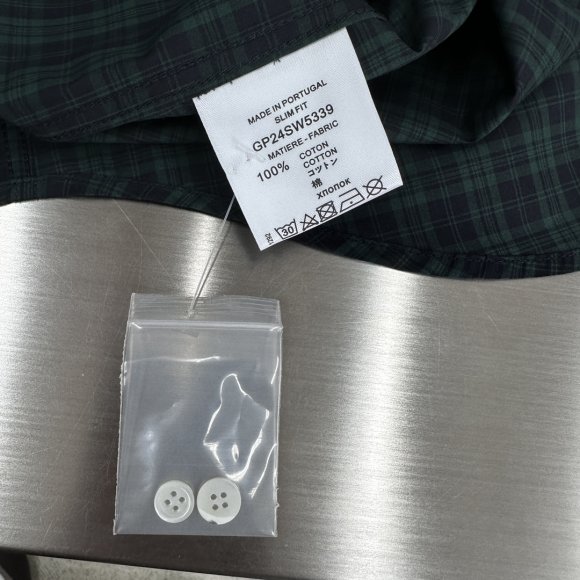 MADE IN PORTUGAL
SLIM FIT
GP24SW5339
MATIERE - FABRIC
100% COTON
COTTON
コットン
棉
хлопок
30